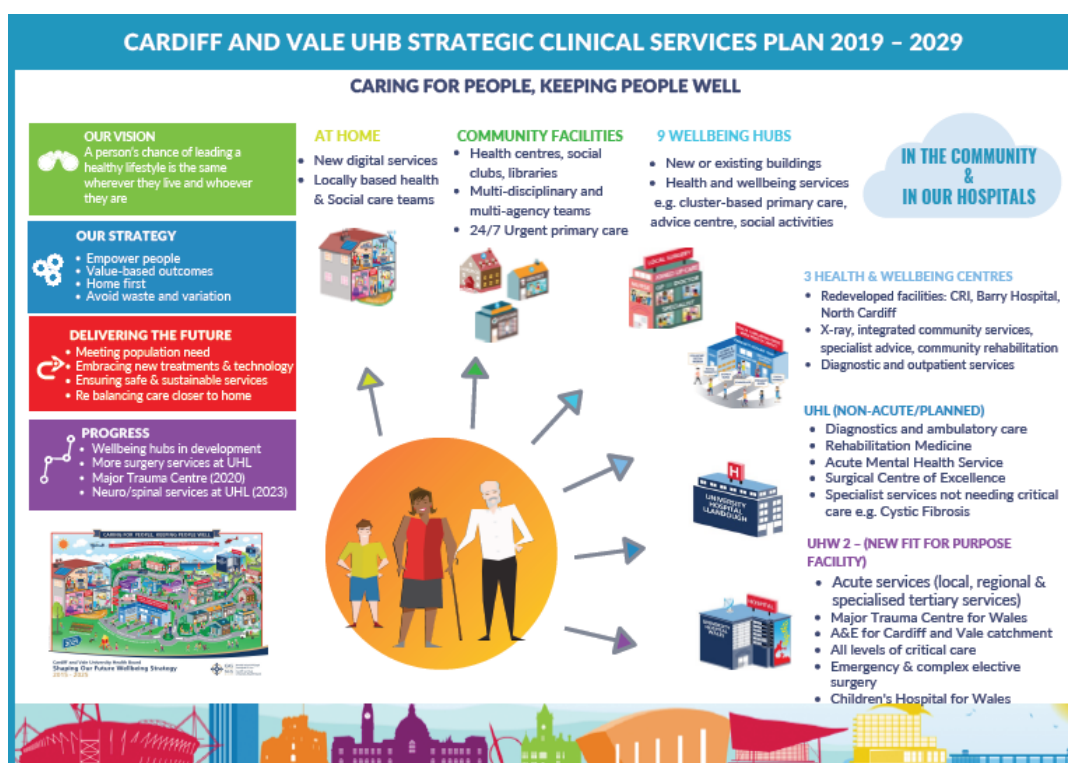 CARDIFF AND VALE UHB STRATEGIC CLINICAL SERVICES PLAN 2019 – 2029
CARING FOR PEOPLE, KEEPING PEOPLE WELL
OUR VISION
A person's chance of leading a
healthy lifestyle is the same
wherever they live and whoever
they are
OUR STRATEGY
• Empower people
• Value-based outcomes
• Home first
• Avoid waste and variation
DELIVERING THE FUTURE
• Meeting population need
• Embracing new treatments & technology
• Ensuring safe & sustainable services
• Re balancing care closer to home
PROGRESS
• Wellbeing hubs in development
• More surgery services at UHL
• Major Trauma Centre (2020)
• Neuro/spinal services at UHL (2023)
CARING FOR PEOPLE, KEEPING PEOPLE WELL
Cardiff and Vale University Health Board
Shaping Our Future Wellbeing Strategy
2015 - 2025
AT HOME
• New digital services
• Locally based health
& Social care teams
COMMUNITY FACILITIES
• Health centres, social
clubs, libraries
• Multi-disciplinary and
multi-agency teams
• 24/7 Urgent primary care
9 WELLBEING HUBS
• New or existing buildings
• Health and wellbeing services
e.g. cluster-based primary care,
advice centre, social activities
IN THE COMMUNITY
&
IN OUR HOSPITALS
LOCAL SURGERY
DOCTOR
SPECIALIST
3 HEALTH & WELLBEING CENTRES
• Redeveloped facilities: CRI, Barry Hospital,
North Cardiff
• X-ray, integrated community services,
specialist advice, community rehabilitation
• Diagnostic and outpatient services
UHL (NON-ACUTE/PLANNED)
• Diagnostics and ambulatory care
• Rehabilitation Medicine
• Acute Mental Health Service
• Surgical Centre of Excellence
• Specialist services not needing critical
care e.g. Cystic Fibrosis
H
UNIVERSITY
HOSPITAL
LLANDOUGH
UHW 2 – (NEW FIT FOR PURPOSE
FACILITY)
• Acute services (local, regional &
specialised tertiary services)
• Major Trauma Centre for Wales
• A&E for Cardiff and Vale catchment
• All levels of critical care
• Emergency & complex elective
surgery
• Children's Hospital for Wales
HOSPITAL
UNIVERSITY
HOSPITAL
WALES